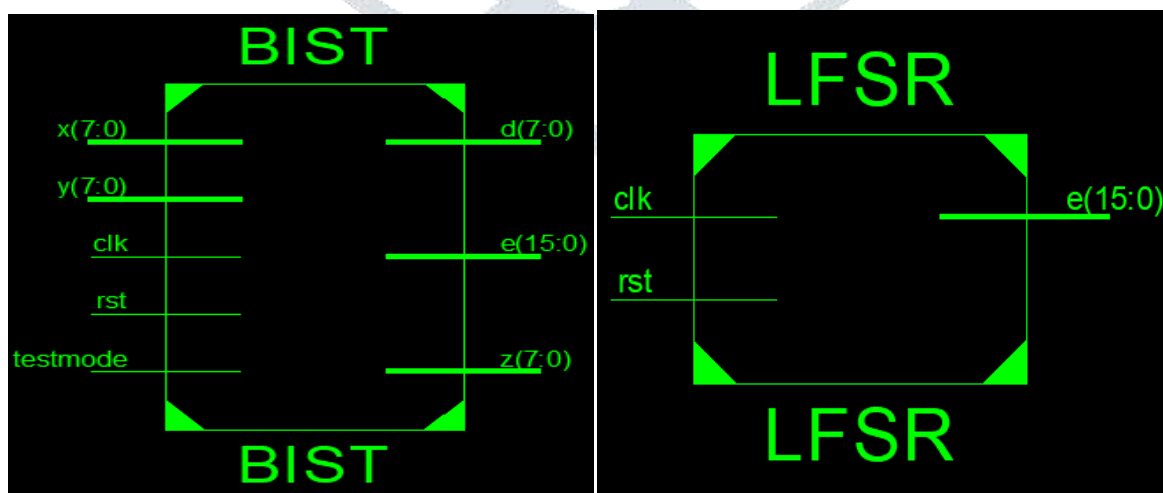 BIST
x(7:0)
d(7:0)
y(7:0)
clk
e(15:0)
rst
testmode
z(7:0)
BIST
LFSR
clk
e(15:0)
rst
LFSR